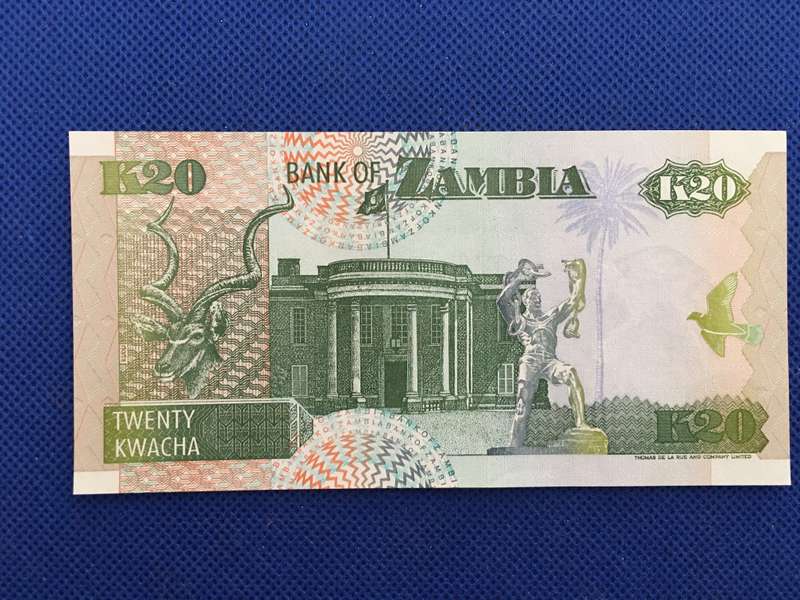 K20
BANK OF ZAMBIA
K20
TWENTY
KWACHA
K20
THOMAS DE LA RUE AND COMPANY LIMITED